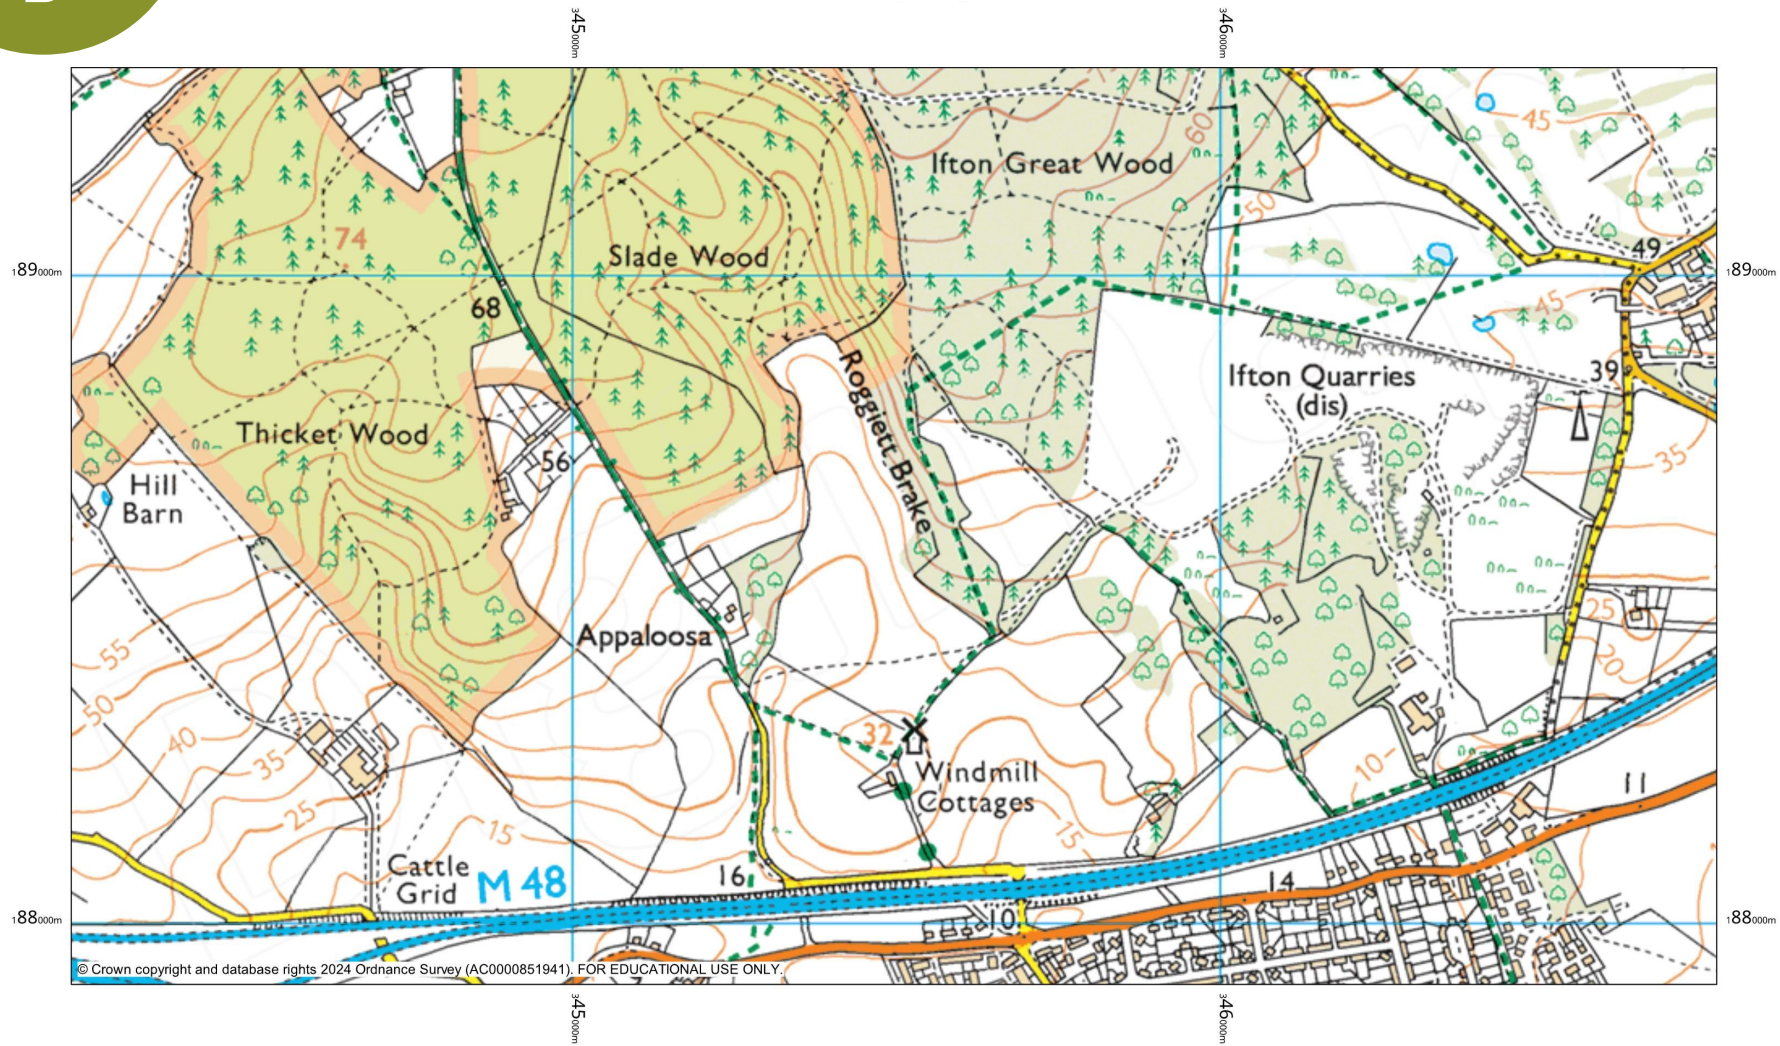 345000m
346000m
60
Ifton Great Wood
45
50
74
Slade Wood
49
189000m
189000m
68
45
Roggiett Brake
Ifton Quarries
(dis)
39
Thicket Wood
56
35
Hill
Barn
25
Appaloosa
20
55
50
32
40
35
10
Windmill
Cottages
11
25
15
15
Cattle
Grid
M 48
16
14
188000m
10
188000m
© Crown copyright and database rights 2024 Ordnance Survey (AC0000851941). FOR EDUCATIONAL USE ONLY.
345000m
346000m